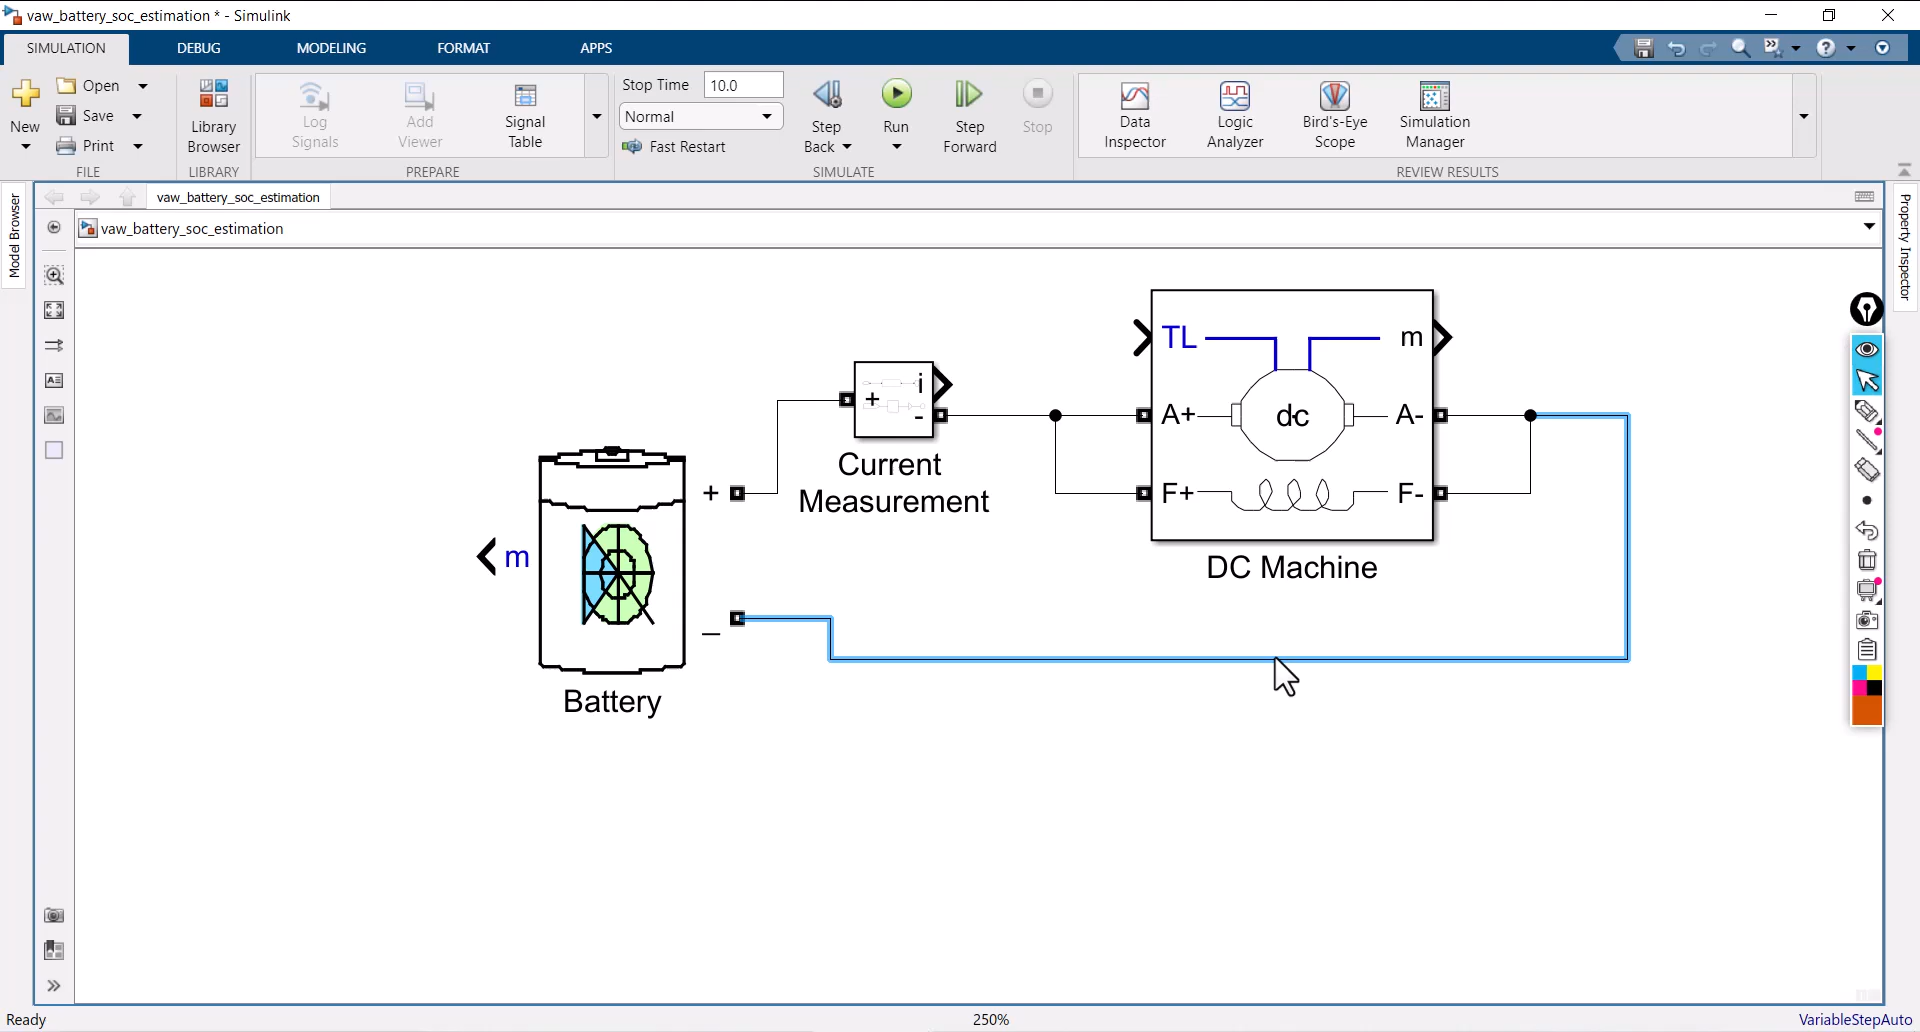 vaw_battery_soc_estimation * - Simulink
SIMULATION
DEBUG
MODELING
FORMAT
APPS
New
Open
Save
Print
FILE
Library
Browser
LIBRARY
Log
Signals
Add
Viewer
Signal
Table
PREPARE
Stop Time 10.0
Normal
Fast Restart
Step
Back
Run
Step
Forward
Stop
SIMULATE
Data
Inspector
Logic
Analyzer
Bird's-Eye
Scope
Simulation
Manager
REVIEW RESULTS
Model Browser
vaw_battery_soc_estimation
vaw_battery_soc_estimation
Property Inspector
TL
m
i
+
-
A+
dc
A-
F+
F-
Current
Measurement
DC Machine
+
m
–
Battery
Ready
250%
VariableStepAuto